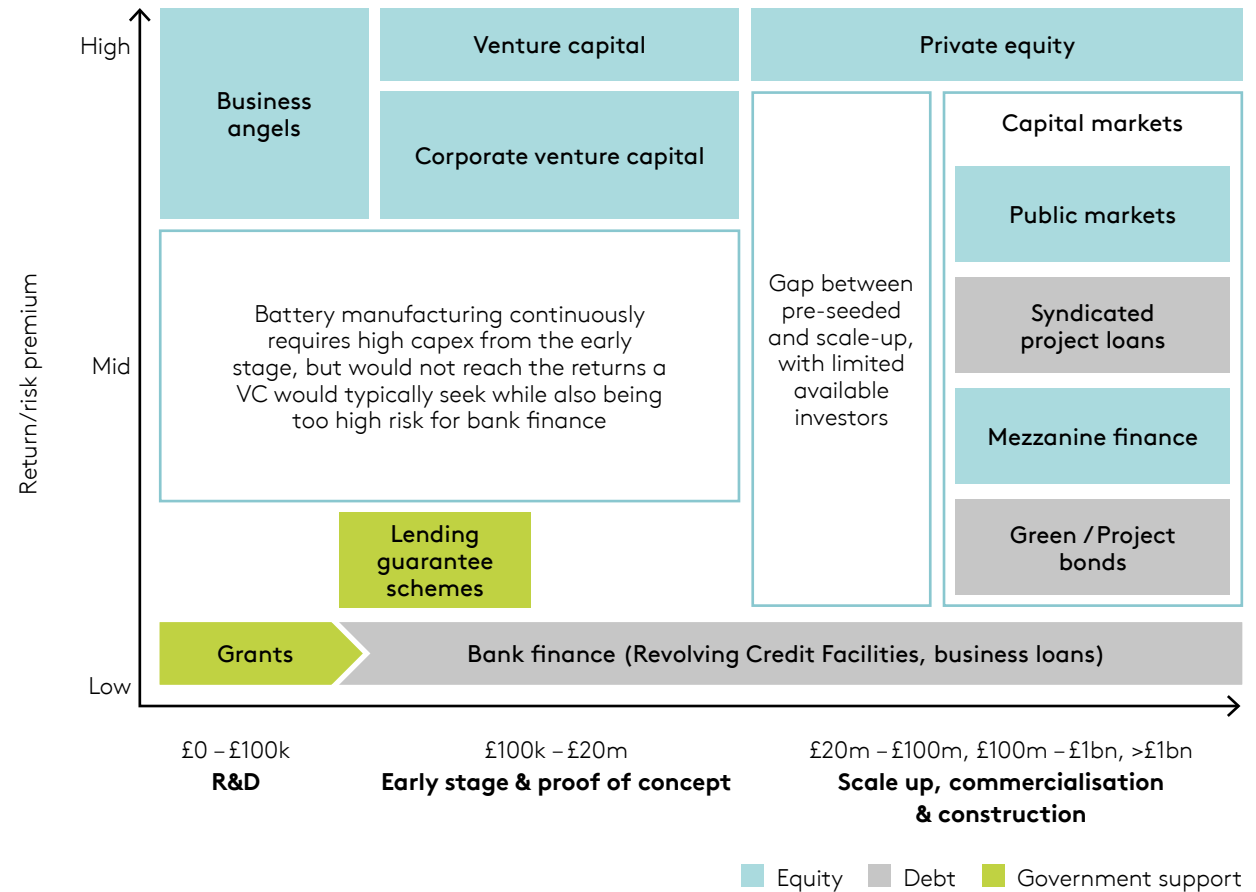 High
Mid
Low
Return/risk premium
Business
angels
Venture capital
Corporate venture capital
Private equity
Battery manufacturing continuously
requires high capex from the early
stage, but would not reach the returns a
VC would typically seek while also being
too high risk for bank finance
Gap between
pre-seeded
and scale-up,
with limited
available
investors
Capital markets
Public markets
Syndicated
project loans
Mezzanine finance
Green / Project
bonds
Lending
guarantee
schemes
Grants
Bank finance (Revolving Credit Facilities, business loans)
£0 – £100k
R&D
£100k – £20m
Early stage & proof of concept
£20m – £100m, £100m – £1bn, >£1bn
Scale up, commercialisation
& construction
Equity
Debt
Government support